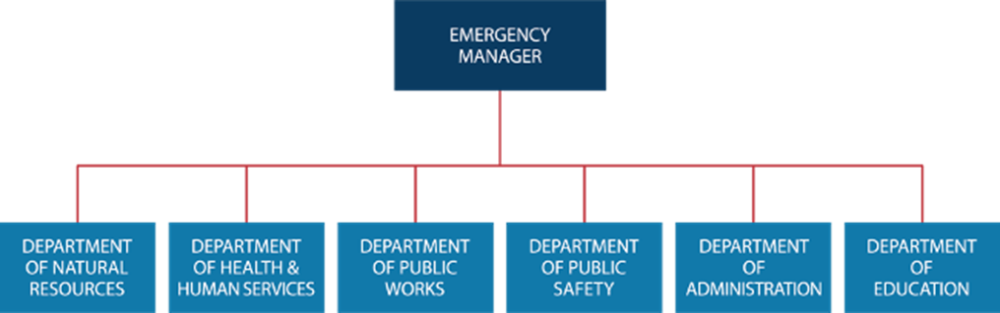 EMERGENCY
MANAGER
DEPARTMENT
OF NATURAL
RESOURCES
DEPARTMENT
OF HEALTH &
HUMAN SERVICES
DEPARTMENT
OF PUBLIC
WORKS
DEPARTMENT
OF PUBLIC
SAFETY
DEPARTMENT
OF
ADMINISTRATION
DEPARTMENT
OF
EDUCATION